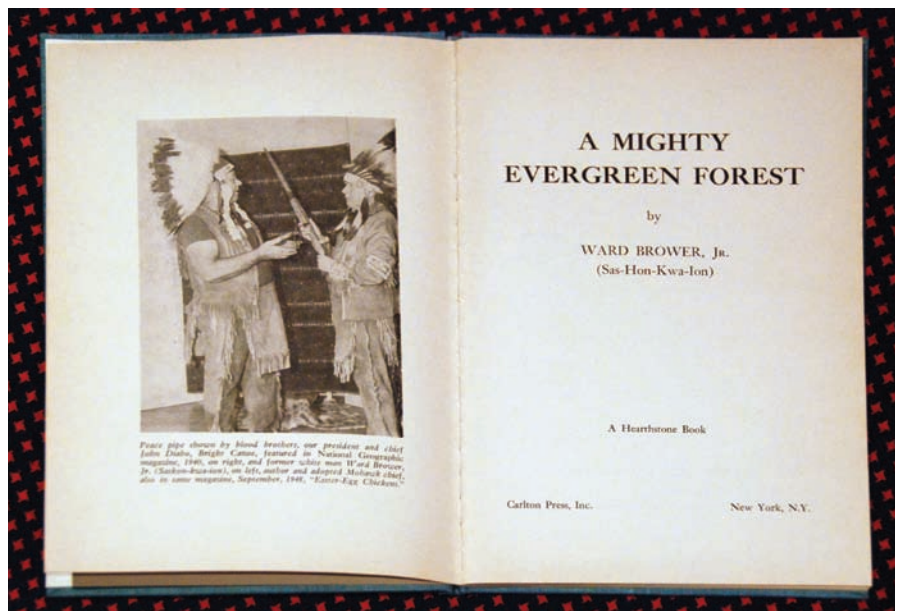 Peace pipe shown by blood brothers, our president and chief
John Diabo, Bright Canoe, featured in National Geographic
magazine, 1940, on right, and former white man Ward Brower,
Jr. (Saskon-kwa-ion), on left, author and adopted Mohawk chief,
also in same magazine, September, 1948, "Easter-Egg Chickens."
A MIGHTY
EVERGREEN FOREST
by
WARD BROWER, JR.
(Sas-Hon-Kwa-Ion)
A Hearthstone Book
Carlton Press, Inc. New York, N.Y.